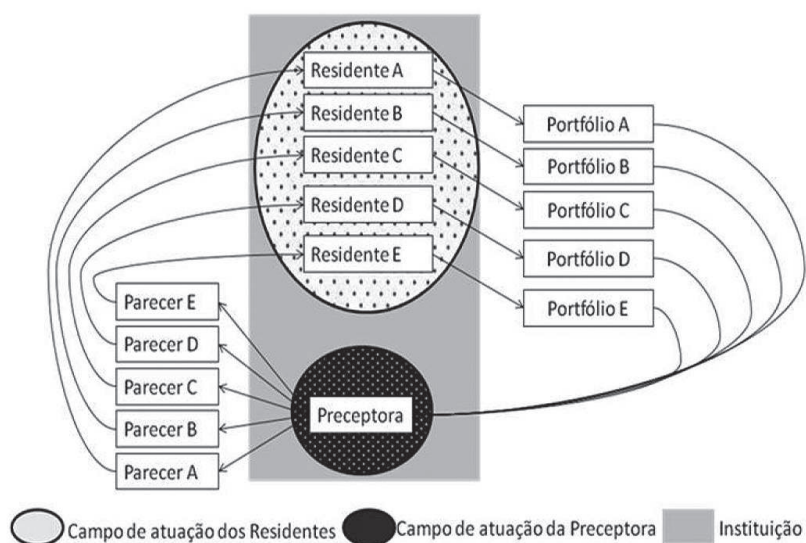 Residente A
Residente B
Residente C
Residente D
Residente E
Portfólio A
Portfólio B
Portfólio C
Portfólio D
Portfólio E
Parecer E
Parecer D
Parecer C
Parecer B
Parecer A
Preceptora
Campo de atuação dos Residentes
Campo de atuação da Preceptora
Instituição